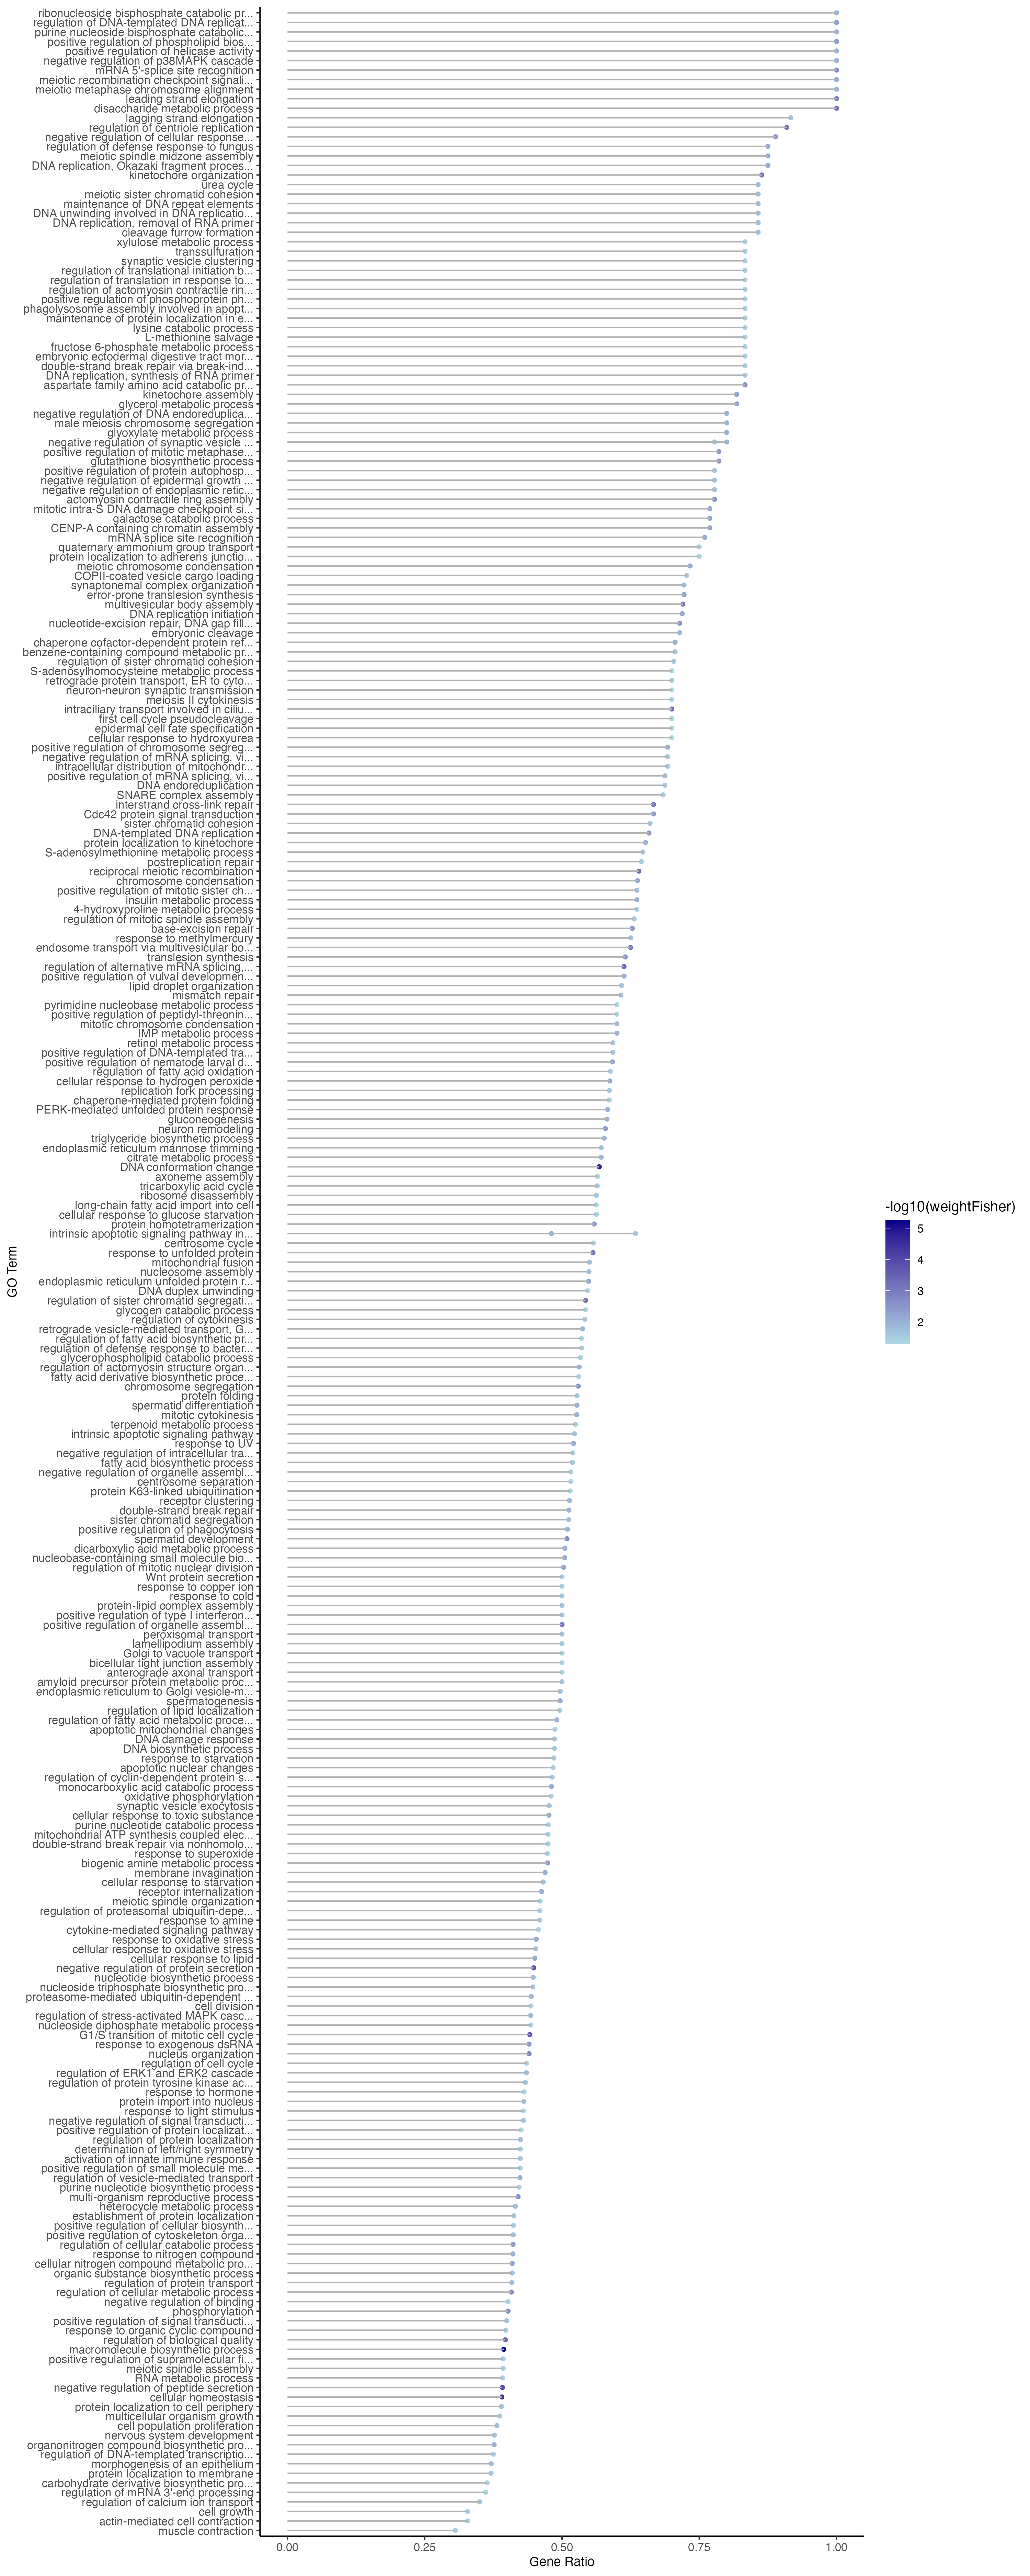 ribonucleoside bisphosphate catabolic pr...
regulation of DNA-templated DNA replicat...
purine nucleoside bisphosphate catabolic...
positive regulation of phospholipid bios...
positive regulation of helicase activity
negative regulation of p38MAPK cascade
mRNA 5'-splice site recognition
meiotic recombination checkpoint signali...
meiotic metaphase chromosome alignment
leading strand elongation
disaccharide metabolic process
lagging strand elongation
regulation of centriole replication
negative regulation of cellular response...
regulation of defense response to fungus
meiotic spindle midzone assembly
DNA replication, Okazaki fragment proces...
kinetochore organization
urea cycle
meiotic sister chromatid cohesion
maintenance of DNA repeat elements
DNA unwinding involved in DNA replicatio...
DNA replication, removal of RNA primer
cleavage furrow formation
xylulose metabolic process
transsulfuration
synaptic vesicle clustering
regulation of translational initiation b...
regulation of translation in response to...
regulation of actomyosin contractile rin...
positive regulation of phosphoprotein ph...
phagolysosome assembly involved in apopt...
maintenance of protein localization in e...
lysine catabolic process
L-methionine salvage
fructose 6-phosphate metabolic process
embryonic ectodermal digestive tract mor...
double-strand break repair via break-ind...
DNA replication, synthesis of RNA primer
aspartate family amino acid catabolic pr...
kinetochore assembly
glycerol metabolic process
negative regulation of DNA endoreduplica...
male meiosis chromosome segregation
glyoxylate metabolic process
negative regulation of synaptic vesicle ...
positive regulation of mitotic metaphase...
glutathione biosynthetic process
positive regulation of protein autophosp...
negative regulation of epidermal growth ...
negative regulation of endoplasmic retic...
actomyosin contractile ring assembly
mitotic intra-S DNA damage checkpoint si...
galactose catabolic process
CENP-A containing chromatin assembly
mRNA splice site recognition
quaternary ammonium group transport
protein localization to adherens junctio...
meiotic chromosome condensation
COPII-coated vesicle cargo loading
synaptonemal complex organization
error-prone translesion synthesis
multivesicular body assembly
DNA replication initiation
nucleotide-excision repair, DNA gap fill...
embryonic cleavage
chaperone cofactor-dependent protein ref...
benzene-containing compound metabolic pr...
regulation of sister chromatid cohesion
S-adenosylhomocysteine metabolic process
retrograde protein transport, ER to cyto...
neuron-neuron synaptic transmission
meiosis II cytokinesis
intraciliary transport involved in ciliu...
first cell cycle pseudocleavage
epidermal cell fate specification
cellular response to hydroxyurea
positive regulation of chromosome segreg...
negative regulation of mRNA splicing, vi...
intracellular distribution of mitochondr...
positive regulation of mRNA splicing, vi...
DNA endoreduplication
SNARE complex assembly
interstrand cross-link repair
Cdc42 protein signal transduction
sister chromatid cohesion
DNA-templated DNA replication
protein localization to kinetochore
S-adenosylmethionine metabolic process
postreplication repair
reciprocal meiotic recombination
chromosome condensation
positive regulation of mitotic sister ch...
insulin metabolic process
4-hydroxyproline metabolic process
regulation of mitotic spindle assembly
base-excision repair
response to methylmercury
endosome transport via multivesicular bo...
translesion synthesis
regulation of alternative mRNA splicing,...
positive regulation of vulval developmen...
lipid droplet organization
mismatch repair
pyrimidine nucleobase metabolic process
positive regulation of peptidyl-threonin...
mitotic chromosome condensation
IMP metabolic process
retinol metabolic process
positive regulation of DNA-templated tra...
positive regulation of nematode larval d...
regulation of fatty acid oxidation
cellular response to hydrogen peroxide
replication fork processing
chaperone-mediated protein folding
PERK-mediated unfolded protein response
gluconeogenesis
neuron remodeling
triglyceride biosynthetic process
endoplasmic reticulum mannose trimming
citrate metabolic process
DNA conformation change
axoneme assembly
tricarboxylic acid cycle
ribosome disassembly
long-chain fatty acid import into cell
cellular response to glucose starvation
protein homotetramerization
intrinsic apoptotic signaling pathway in...
centrosome cycle
response to unfolded protein
mitochondrial fusion
nucleosome assembly
endoplasmic reticulum unfolded protein r...
DNA duplex unwinding
regulation of sister chromatid segregati...
glycogen catabolic process
regulation of cytokinesis
retrograde vesicle-mediated transport, G...
regulation of fatty acid biosynthetic pr...
regulation of defense response to bacter...
glycerophospholipid catabolic process
regulation of actomyosin structure organ...
fatty acid derivative biosynthetic proce...
chromosome segregation
protein folding
spermatid differentiation
mitotic cytokinesis
terpenoid metabolic process
intrinsic apoptotic signaling pathway
response to UV
negative regulation of intracellular tra...
fatty acid biosynthetic process
negative regulation of organelle assembl...
centrosome separation
protein K63-linked ubiquitination
receptor clustering
double-strand break repair
sister chromatid segregation
positive regulation of phagocytosis
spermatid development
dicarboxylic acid metabolic process
nucleobase-containing small molecule bio...
regulation of mitotic nuclear division
Wnt protein secretion
response to copper ion
response to cold
protein-lipid complex assembly
positive regulation of type I interferon...
positive regulation of organelle assembl...
peroxisomal transport
lamellipodium assembly
Golgi to vacuole transport
bicellular tight junction assembly
anterograde axonal transport
amyloid precursor protein metabolic proc...
endoplasmic reticulum to Golgi vesicle-m...
spermatogenesis
regulation of lipid localization
regulation of fatty acid metabolic proce...
apoptotic mitochondrial changes
DNA damage response
DNA biosynthetic process
response to starvation
apoptotic nuclear changes
regulation of cyclin-dependent protein s...
monocarboxylic acid catabolic process
oxidative phosphorylation
synaptic vesicle exocytosis
cellular response to toxic substance
purine nucleotide catabolic process
mitochondrial ATP synthesis coupled elec...
double-strand break repair via nonhomolo...
response to superoxide
biogenic amine metabolic process
membrane invagination
cellular response to starvation
receptor internalization
meiotic spindle organization
regulation of proteasomal ubiquitin-depe...
response to amine
cytokine-mediated signaling pathway
response to oxidative stress
cellular response to oxidative stress
cellular response to lipid
negative regulation of protein secretion
nucleotide biosynthetic process
nucleoside triphosphate biosynthetic pro...
proteasome-mediated ubiquitin-dependent ...
cell division
regulation of stress-activated MAPK casc...
nucleoside diphosphate metabolic process
G1/S transition of mitotic cell cycle
response to exogenous dsRNA
nucleus organization
regulation of cell cycle
regulation of ERK1 and ERK2 cascade
regulation of protein tyrosine kinase ac...
response to hormone
protein import into nucleus
response to light stimulus
negative regulation of signal transducti...
positive regulation of protein localizat...
regulation of protein localization
determination of left/right symmetry
activation of innate immune response
positive regulation of small molecule me...
regulation of vesicle-mediated transport
purine nucleotide biosynthetic process
multi-organism reproductive process
heterocycle metabolic process
establishment of protein localization
positive regulation of cellular biosynth...
positive regulation of cytoskeleton orga...
regulation of cellular catabolic process
response to nitrogen compound
cellular nitrogen compound metabolic pro...
organic substance biosynthetic process
regulation of protein transport
regulation of cellular metabolic process
negative regulation of binding
phosphorylation
positive regulation of signal transducti...
response to organic cyclic compound
regulation of biological quality
macromolecule biosynthetic process
positive regulation of supramolecular fi...
meiotic spindle assembly
RNA metabolic process
negative regulation of peptide secretion
cellular homeostasis
protein localization to cell periphery
multicellular organism growth
cell population proliferation
nervous system development
organonitrogen compound biosynthetic pro...
regulation of DNA-templated transcriptio...
morphogenesis of an epithelium
protein localization to membrane
carbohydrate derivative biosynthetic pro...
regulation of mRNA 3'-end processing
regulation of calcium ion transport
cell growth
actin-mediated cell contraction
muscle contraction
GO Term
0.00 0.25 0.50 0.75 1.00
Gene Ratio
-log10(weightFisher)
5
4
3
2